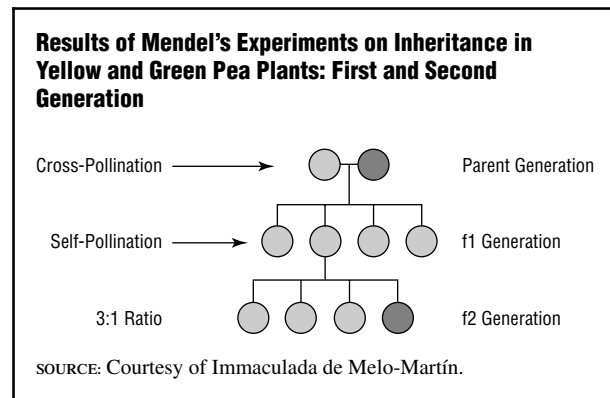 Results of Mendel's Experiments on Inheritance in
Yellow and Green Pea Plants: First and Second
Generation
Cross-Pollination
Parent Generation
Self-Pollination
f1 Generation
3:1 Ratio
f2 Generation
SOURCE: Courtesy of Immaculada de Melo-Martín.